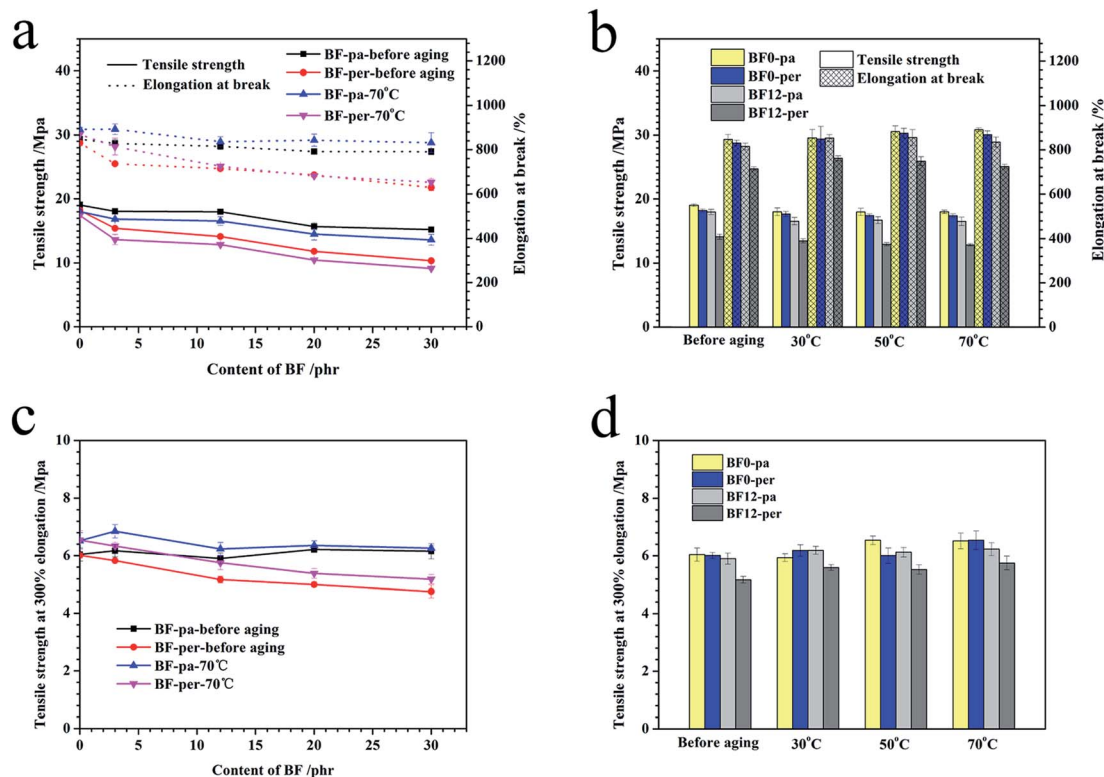 a
Tensile strength
Elongation at break
BF-pa-before aging
BF-per-before aging
BF-pa-70°C
BF-per-70°C
Tensile strength /Mpa
Elongation at break /%
0
10
20
30
40
0
200
400
600
800
1000
1200
0 5 10 15 20 25 30
Content of BF /phr
b
BF0-pa
BF0-per
BF12-pa
BF12-per
Tensile strength
Elongation at break
Tensile strength /MPa
Elongation at break /%
0
10
20
30
40
0
200
400
600
800
1000
1200
Before aging 30°C 50°C 70°C
c
Tensile strength at 300% elongation /Mpa
10
8
6
4
2
0
BF-pa-before aging
BF-per-before aging
BF-pa-70℃
BF-per-70℃
0 5 10 15 20 25 30
Content of BF /phr
d
Tensile strength at 300% elongation /Mpa
10
8
6
4
2
0
BF0-pa
BF0-per
BF12-pa
BF12-per
Before aging 30°C 50°C 70°C